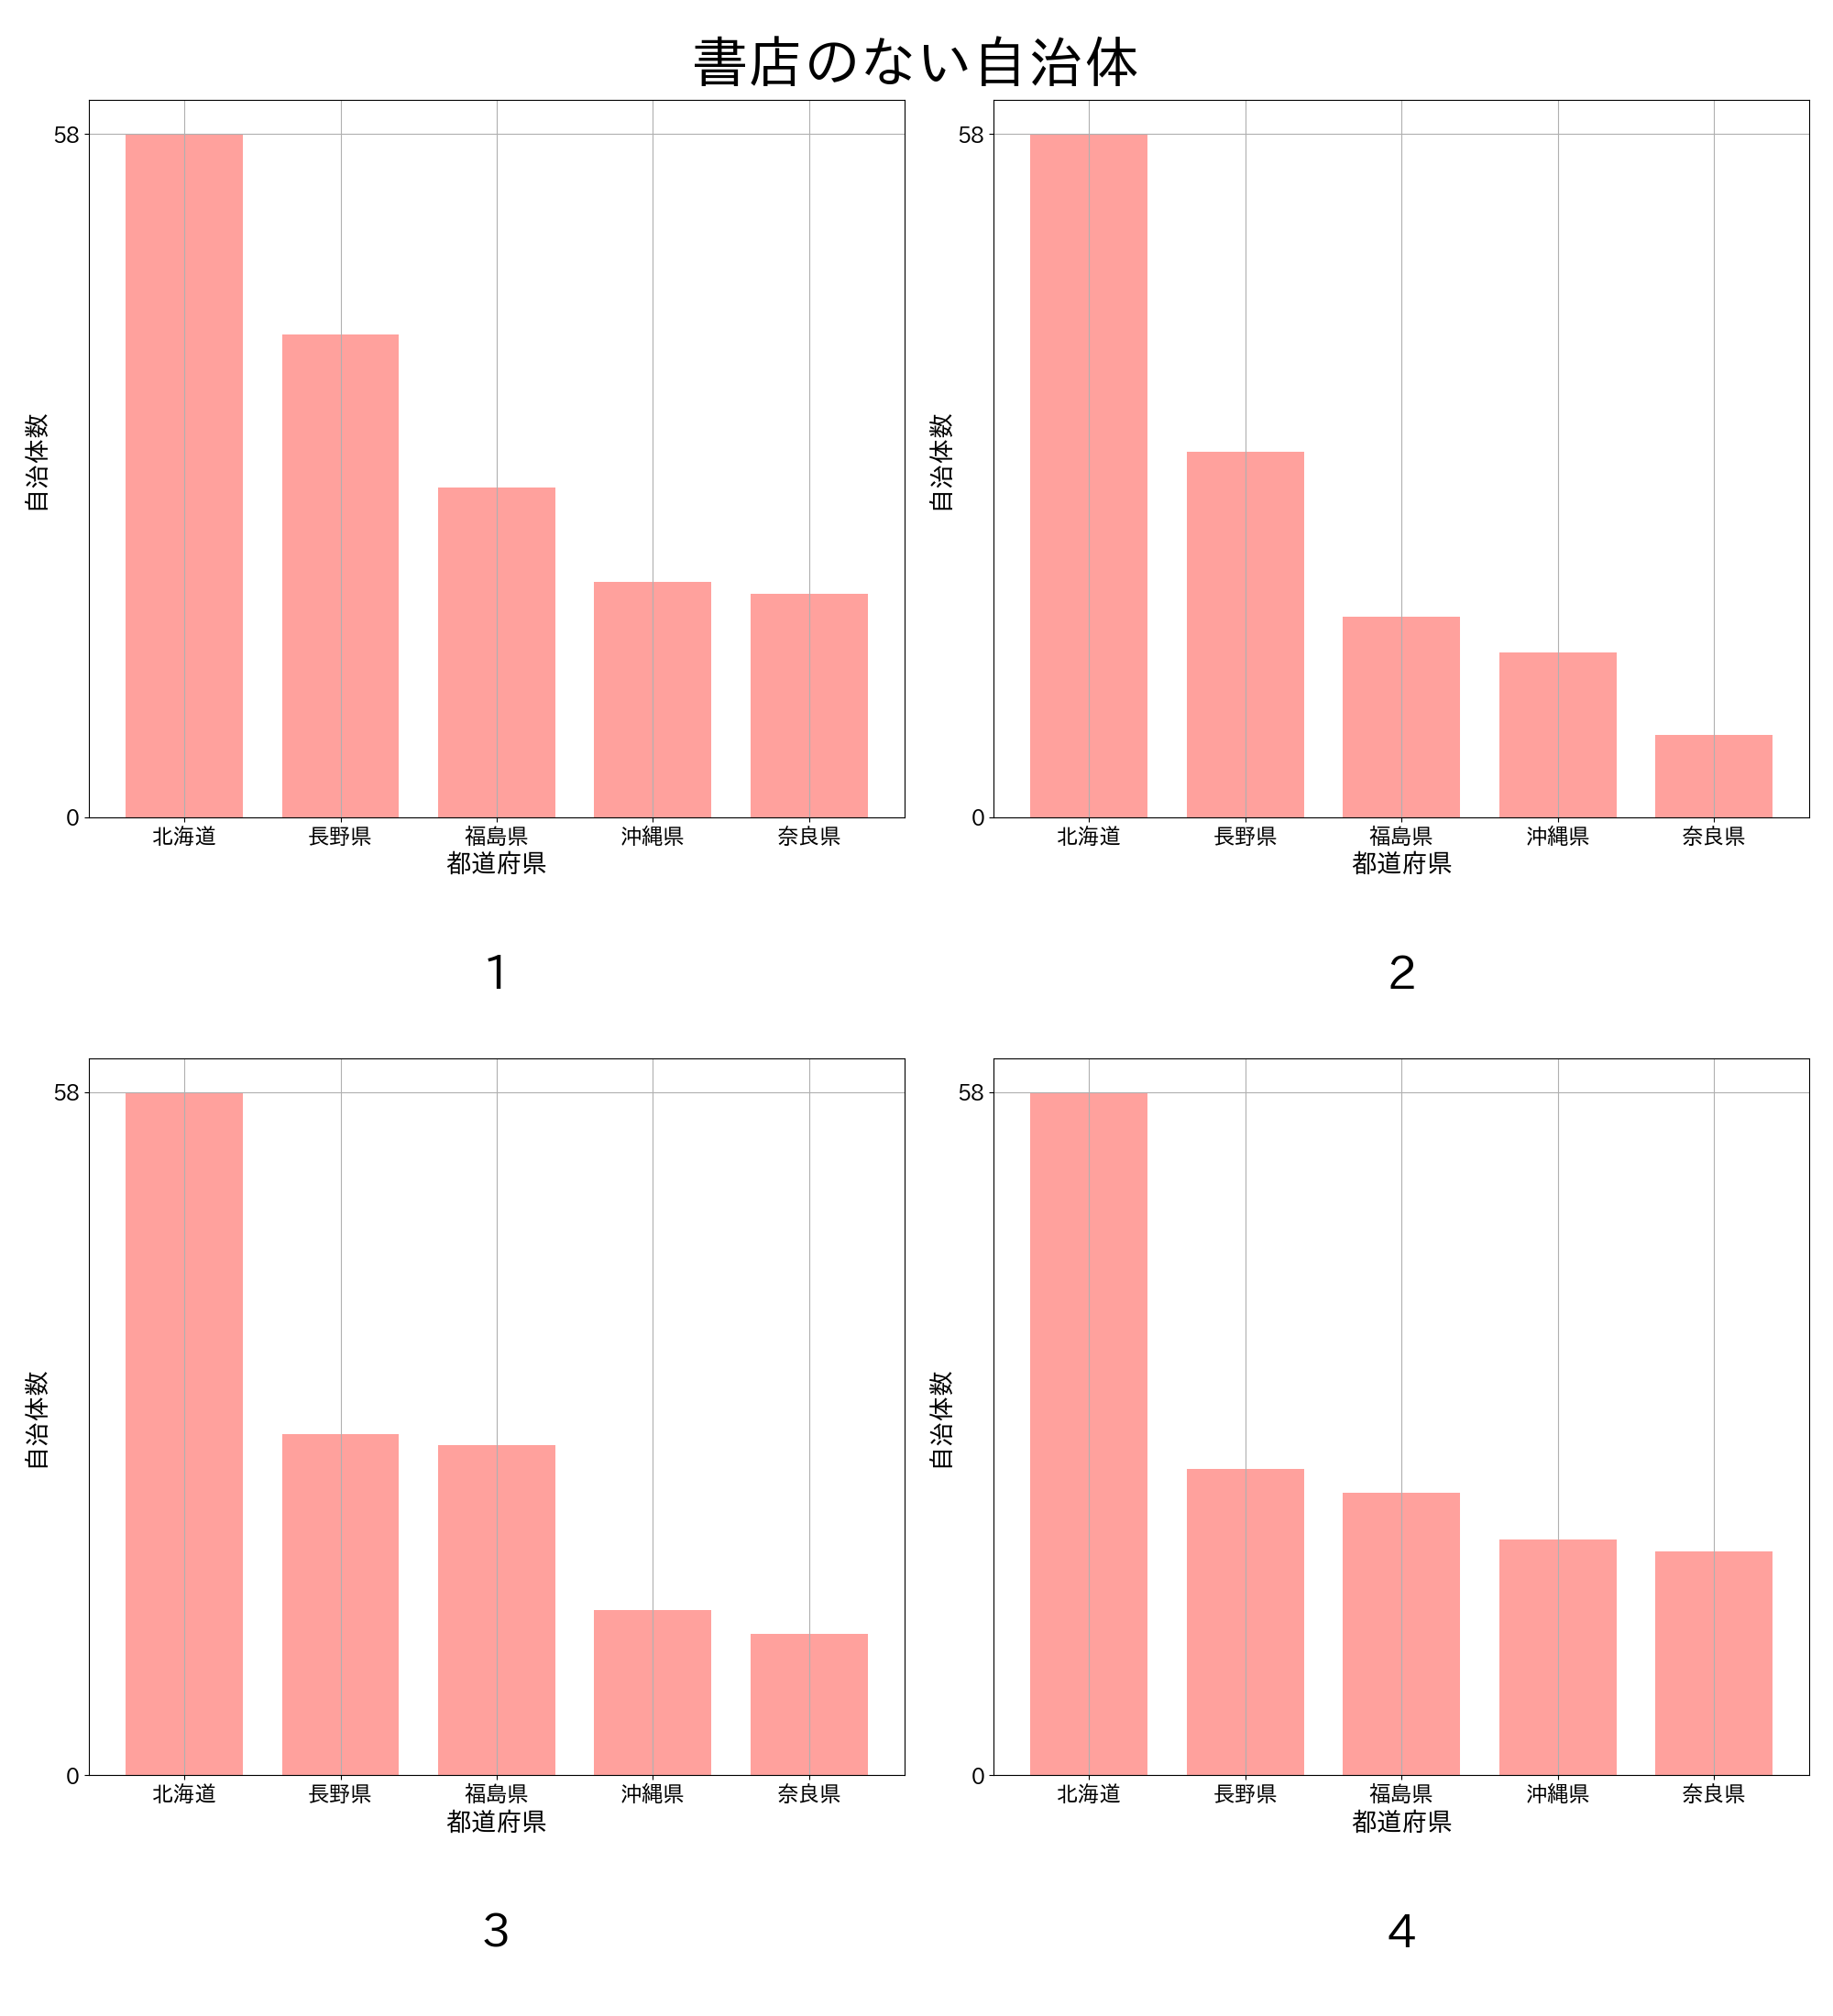 書店のない自治体
58
0
自治体数
北海道 長野県 福島県 沖縄県 奈良県
都道府県
1
58
0
自治体数
北海道 長野県 福島県 沖縄県 奈良県
都道府県
2
58
0
自治体数
北海道 長野県 福島県 沖縄県 奈良県
都道府県
3
58
0
自治体数
北海道 長野県 福島県 沖縄県 奈良県
都道府県
4